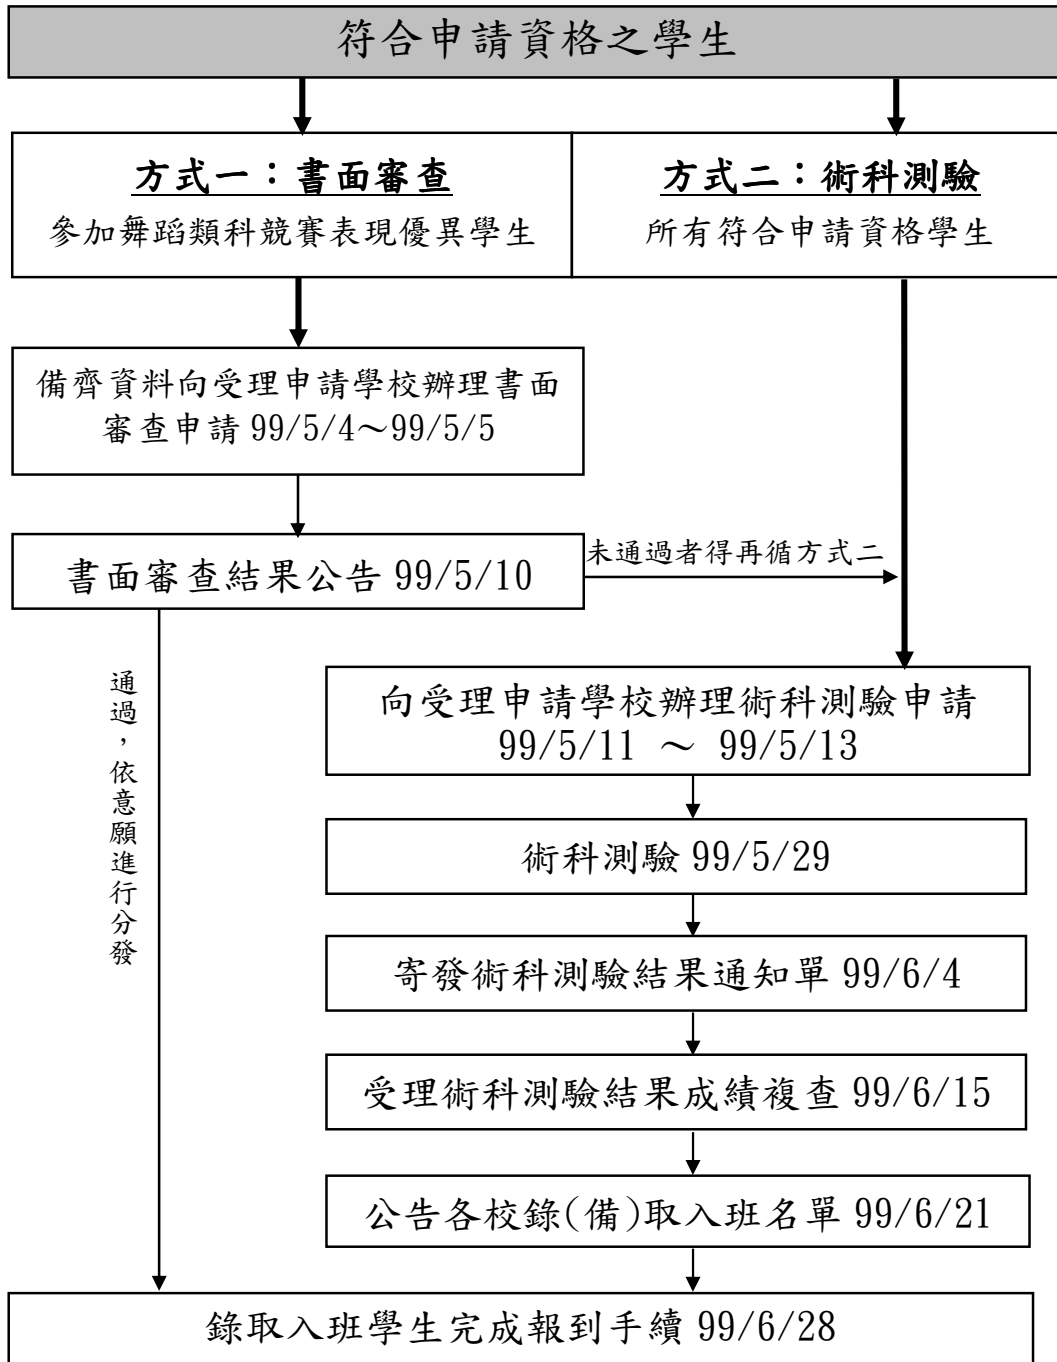 符合申請資格之學生
方式一：書面審查
參加舞蹈類科競賽表現優異學生
方式二：術科測驗
所有符合申請資格學生
備齊資料向受理申請學校辦理書面
審查申請 99/5/4～99/5/5
書面審查結果公告 99/5/10
未通過者得再循方式二
通過，依意願進行分發
向受理申請學校辦理術科測驗申請
99/5/11 ～ 99/5/13
術科測驗 99/5/29
寄發術科測驗結果通知單 99/6/4
受理術科測驗結果成績複查 99/6/15
公告各校錄(備)取入班名單 99/6/21
錄取入班學生完成報到手續 99/6/28